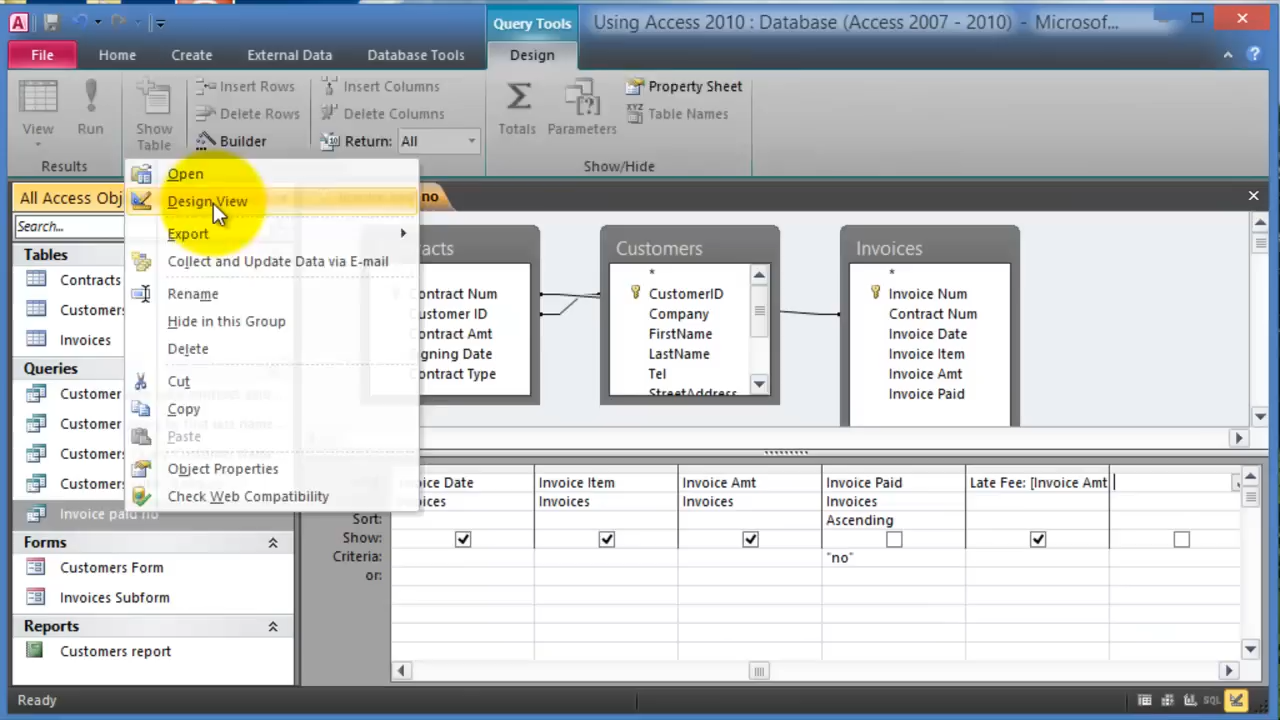 Query Tools
Using Access 2010 : Database (Access 2007 - 2010) - Microsof...
File
Home
Create
External Data
Database Tools
Design
View
Run
Show
Table
Insert Rows
Delete Rows
Builder
Insert Columns
Delete Columns
Return: All
Totals
Parameters
Property Sheet
Table Names
Results
Show/Hide
All Access Obj
no
Search...
Tables
Contracts
Customers
Invoices
Queries
Customer
Customer
Customer
Customer
Invoice paid no
Forms
Customers Form
Invoices Subform
Reports
Customers report
Open
Design View
Export
Collect and Update Data via E-mail
Rename
Hide in this Group
Delete
Cut
Copy
Paste
Object Properties
Check Web Compatibility
racts
Contract Num
Customer ID
Contract Amt
Signing Date
Contract Type
Customers
*
CustomerID
Company
FirstName
LastName
Tel
StreetAddress
Invoices
*
Invoice Num
Contract Num
Invoice Date
Invoice Item
Invoice Amt
Invoice Paid
oice Date Invoice Item Invoice Amt Invoice Paid Late Fee: [Invoice Amt
oices Invoices Invoices Invoices
Sort: Ascending
Show:
Criteria: "no"
or:
Ready
SQL